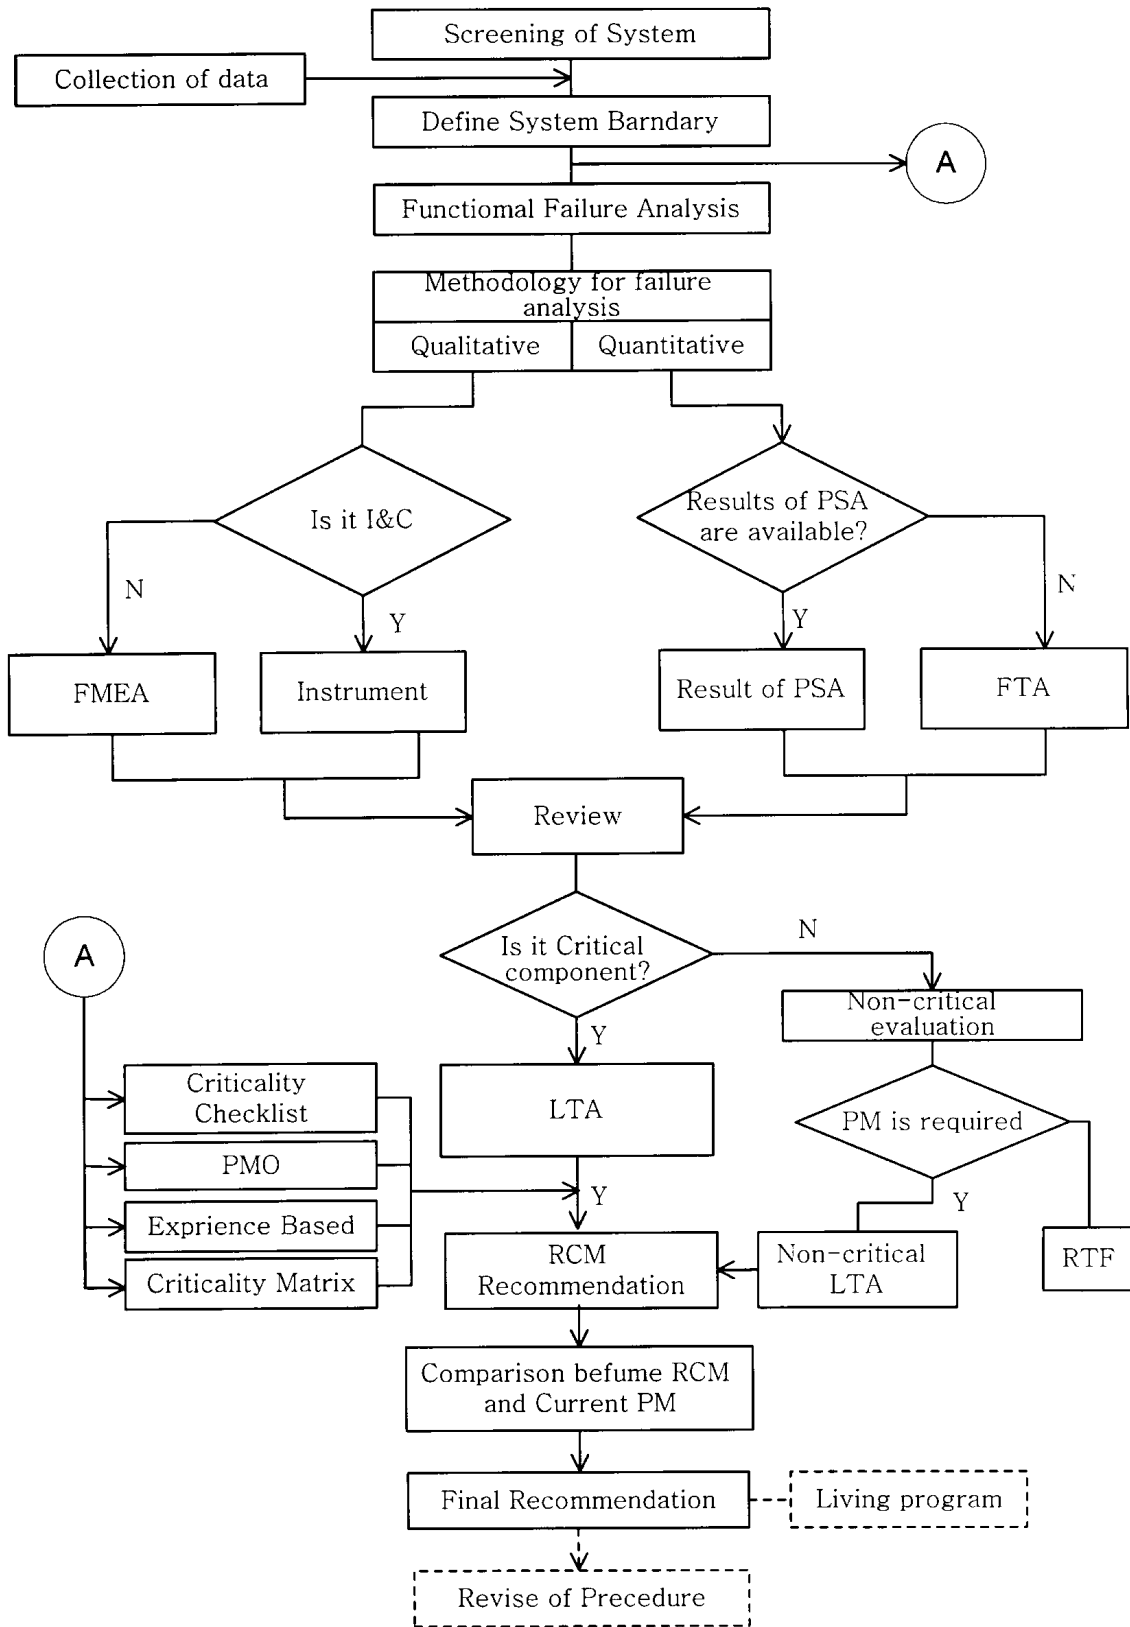 Screening of System
Collection of data
Define System Barndary
A
Functiomal Failure Analysis
Methodology for failure
analysis
Qualitative
Quantitative
Is it I&C
Results of PSA
are available?
N
Y
Y
N
FMEA
Instrument
Result of PSA
FTA
Review
A
Is it Critical
component?
N
Non-critical
evaluation
Y
Criticality
Checklist
LTA
PM is required
PMO
Y
Y
Exprience Based
RCM
Recommendation
Non-critical
LTA
RTF
Criticality Matrix
Comparison befume RCM
and Current PM
Final Recommendation
Living program
Revise of Precedure